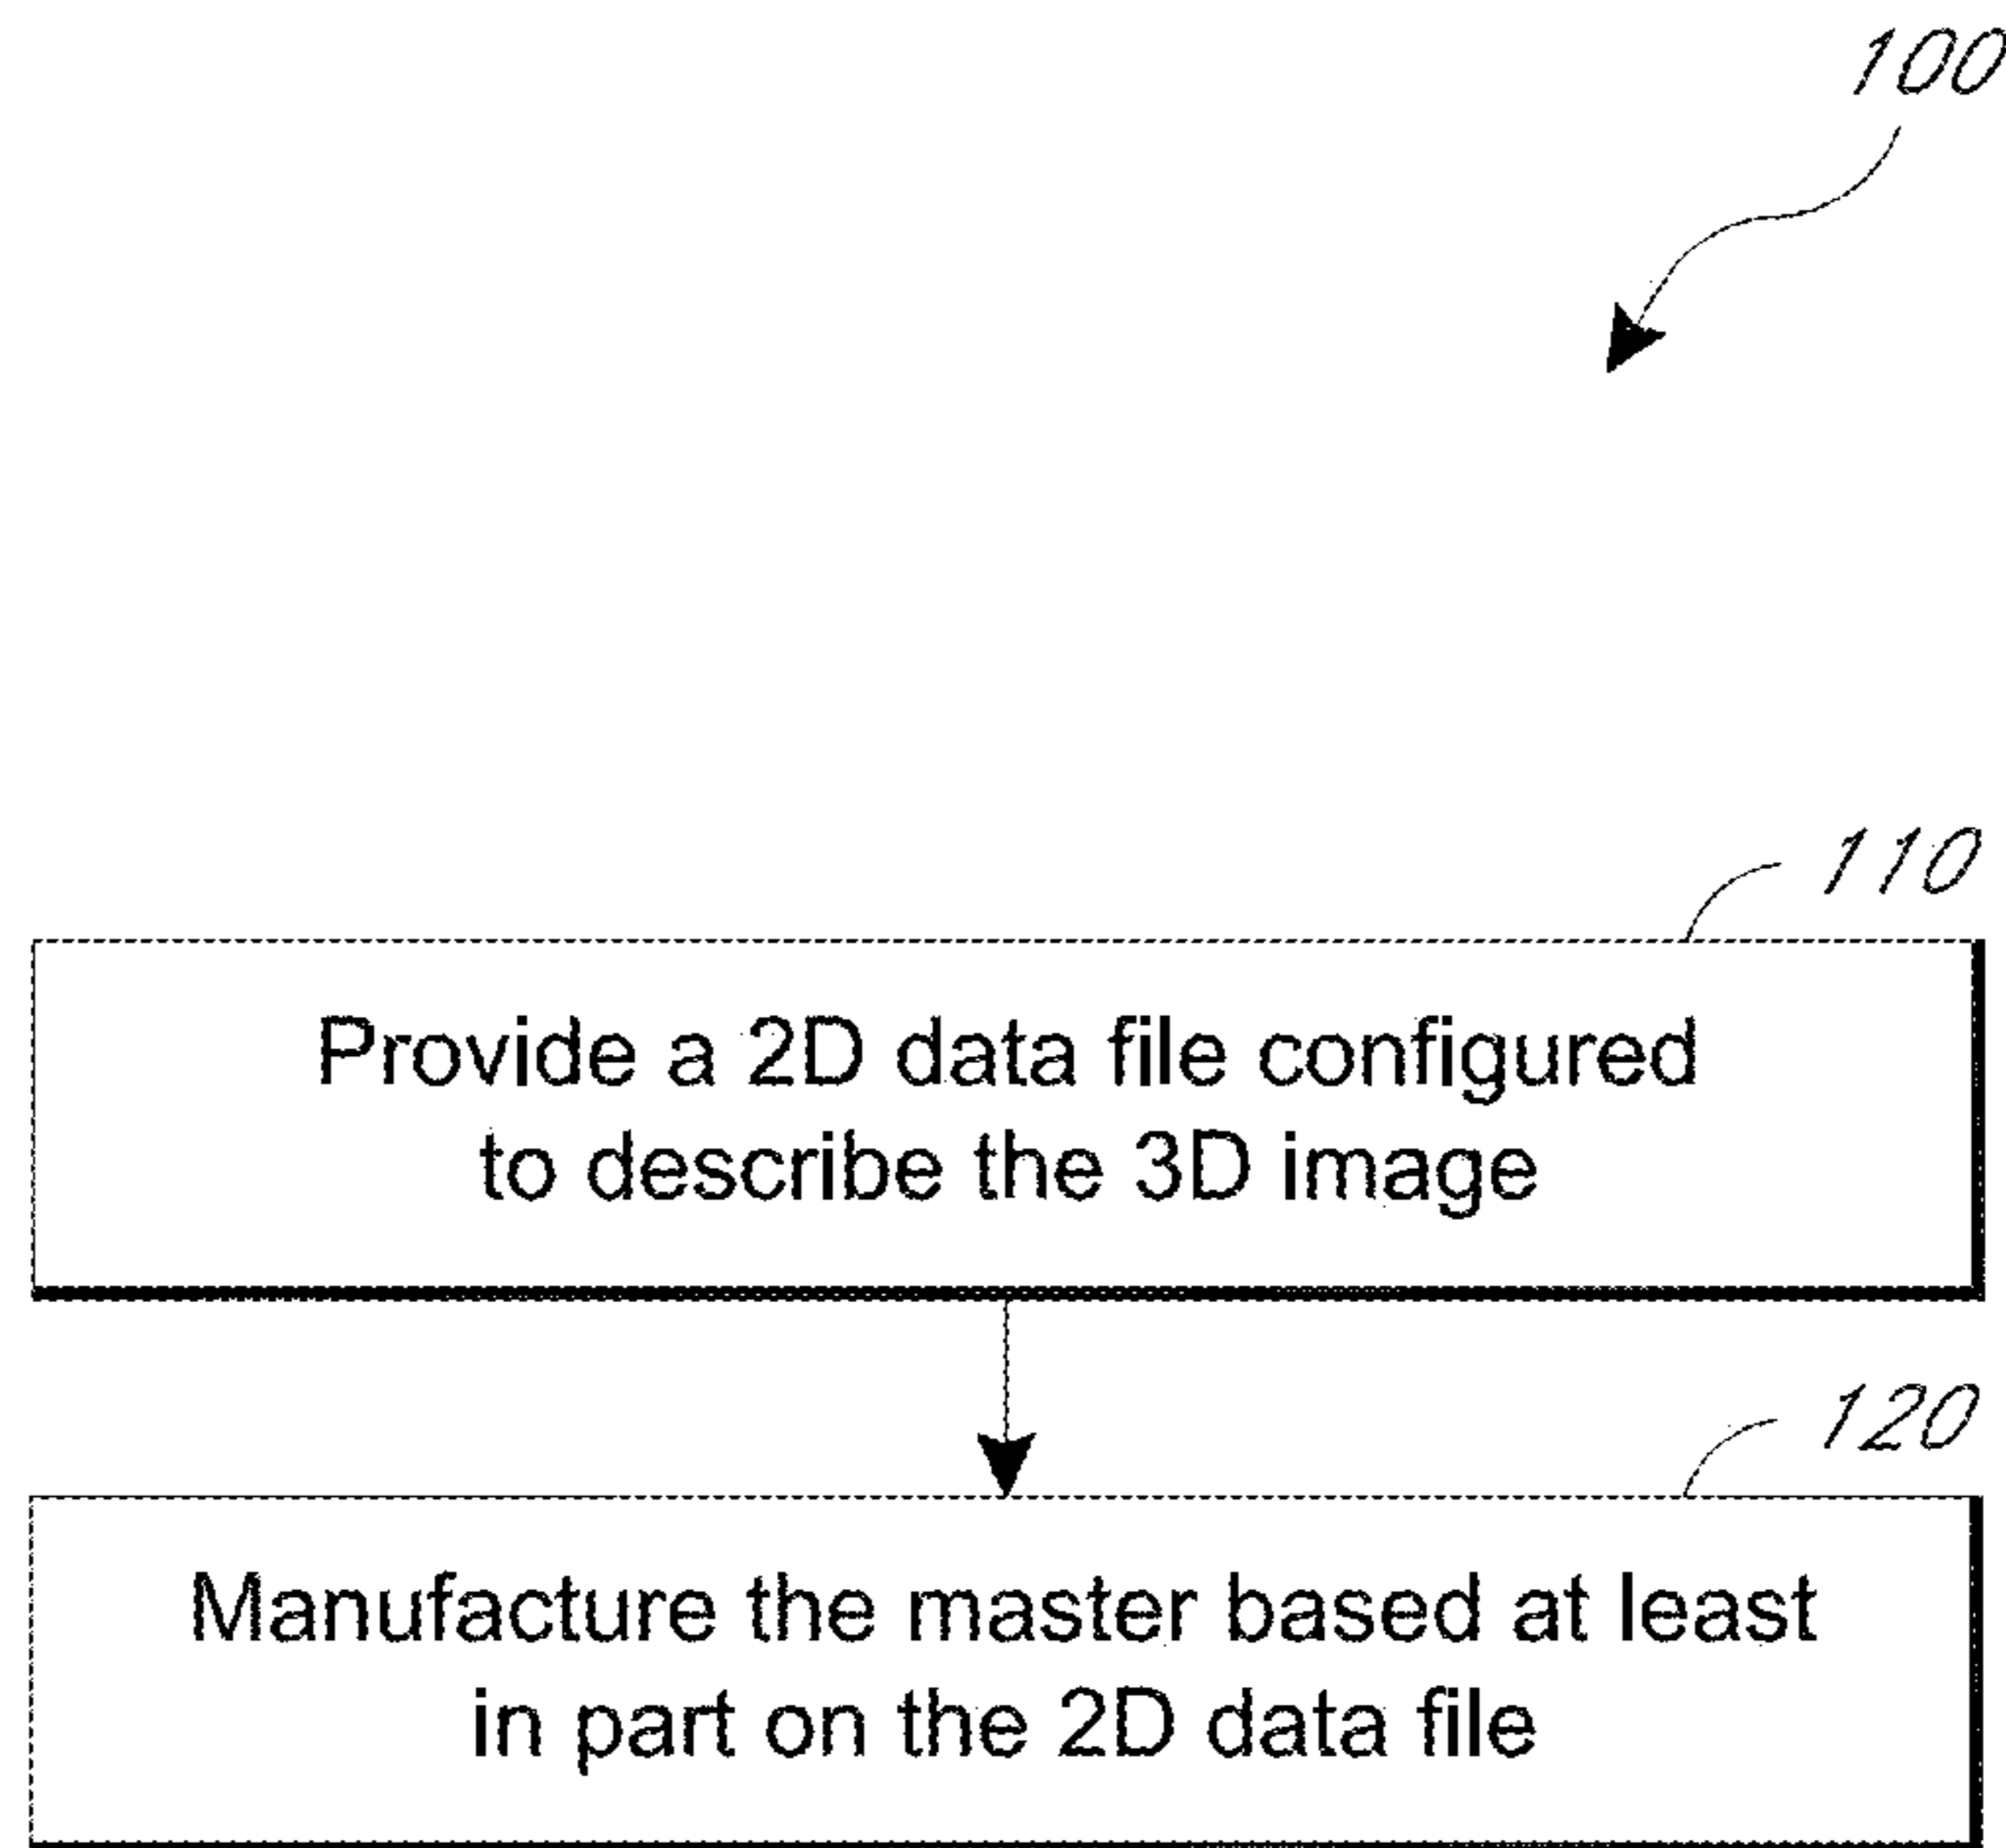 100
110
Provide a 2D data file configured
to describe the 3D image
120
Manufacture the master based at least
in part on the 2D data file